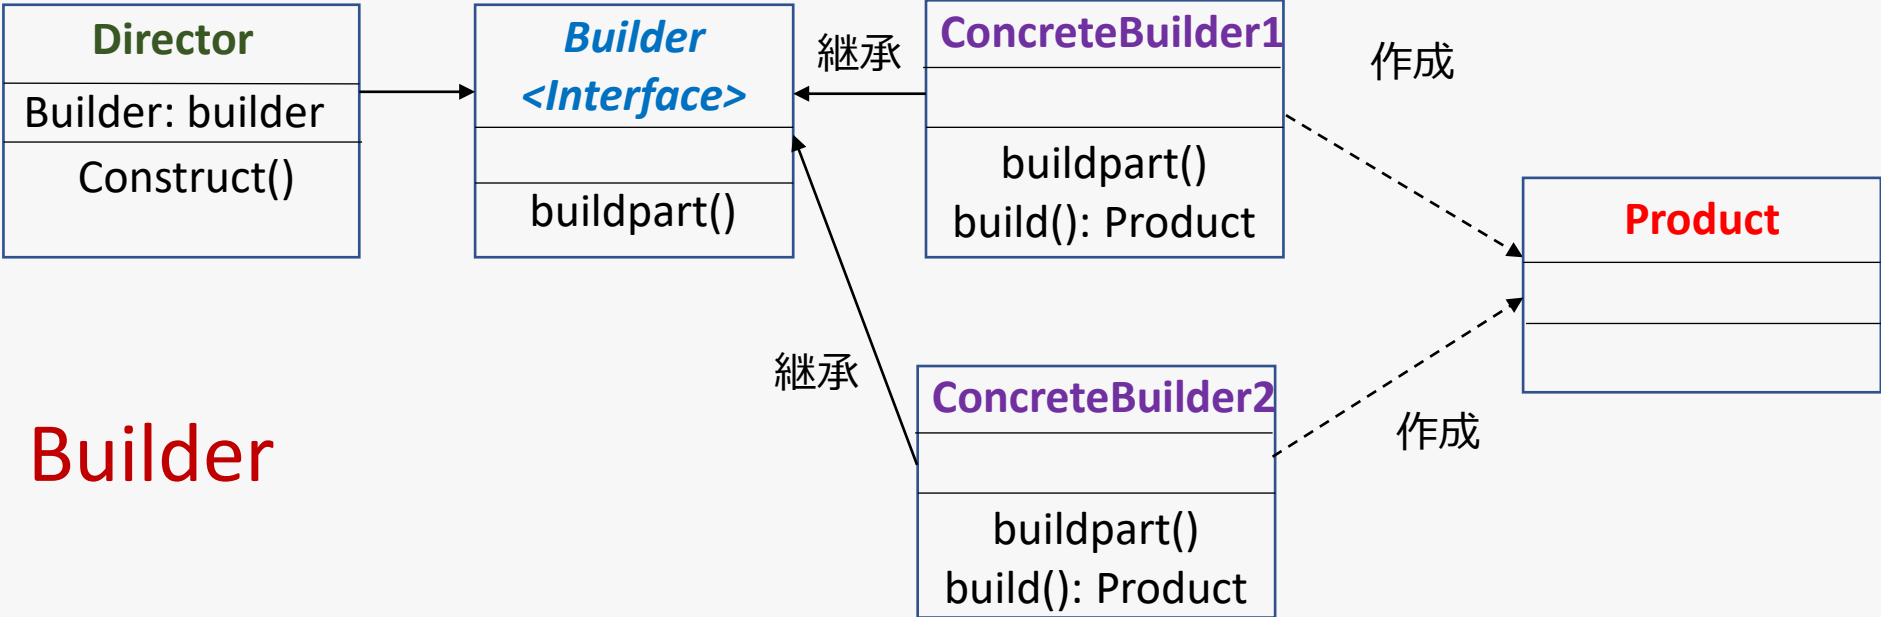 Director
Builder: builder
Construct()
Builder
<Interface>
buildpart()
継承
ConcreteBuilder1
buildpart()
build(): Product
作成
Product
継承
ConcreteBuilder2
buildpart()
build(): Product
作成
Builder